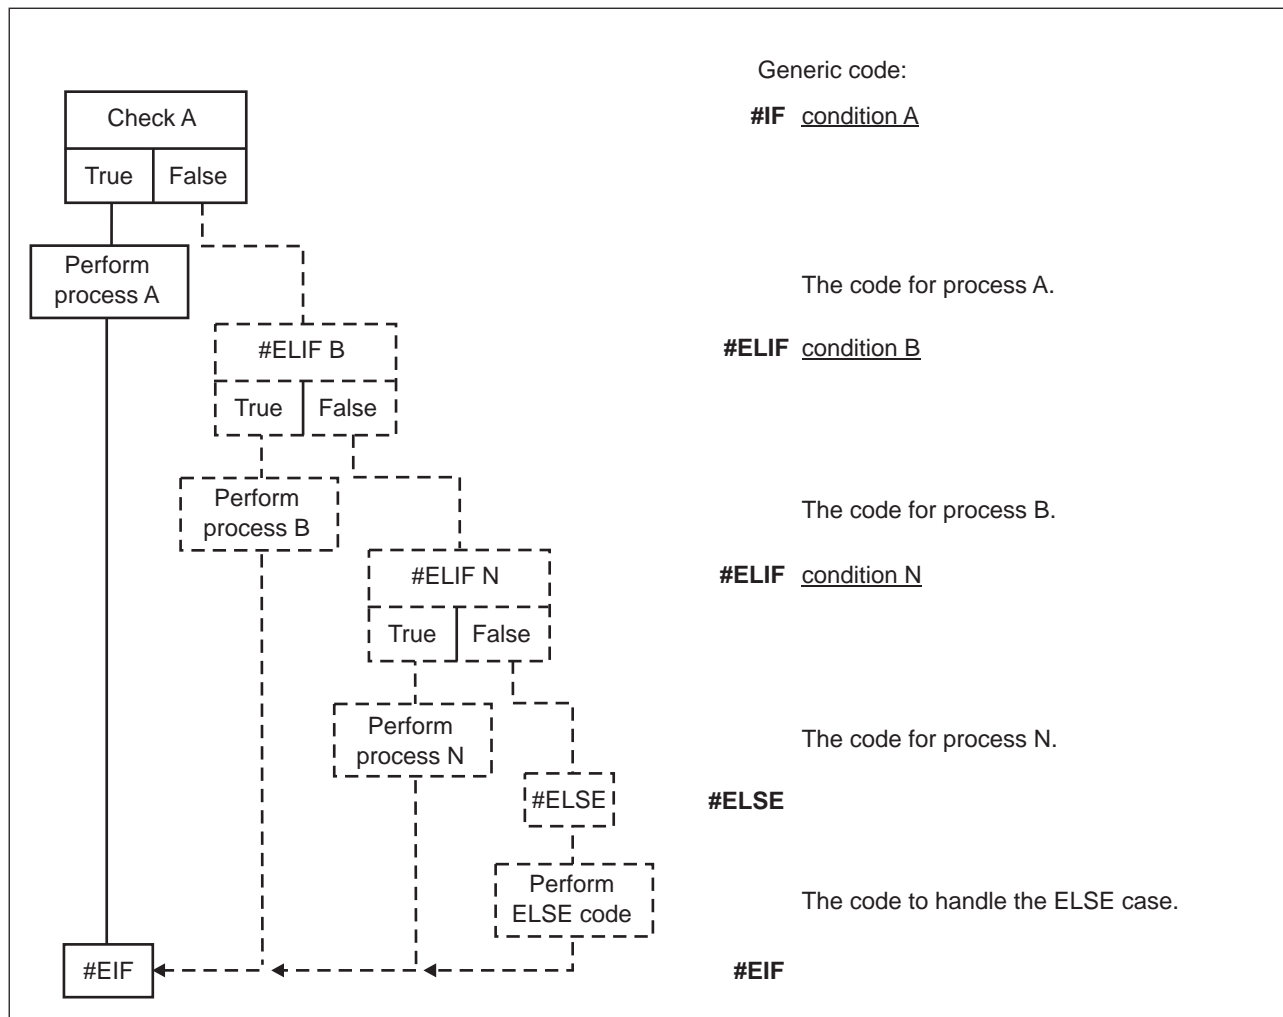 Generic code:
Check A
#IF condition A
True False
Perform
process A
The code for process A.
#ELIF B
#ELIF condition B
True False
Perform
process B
The code for process B.
#ELIF N
#ELIF condition N
True False
Perform
process N
The code for process N.
#ELSE
#ELSE
Perform
ELSE code
The code to handle the ELSE case.
#EIF
#EIF